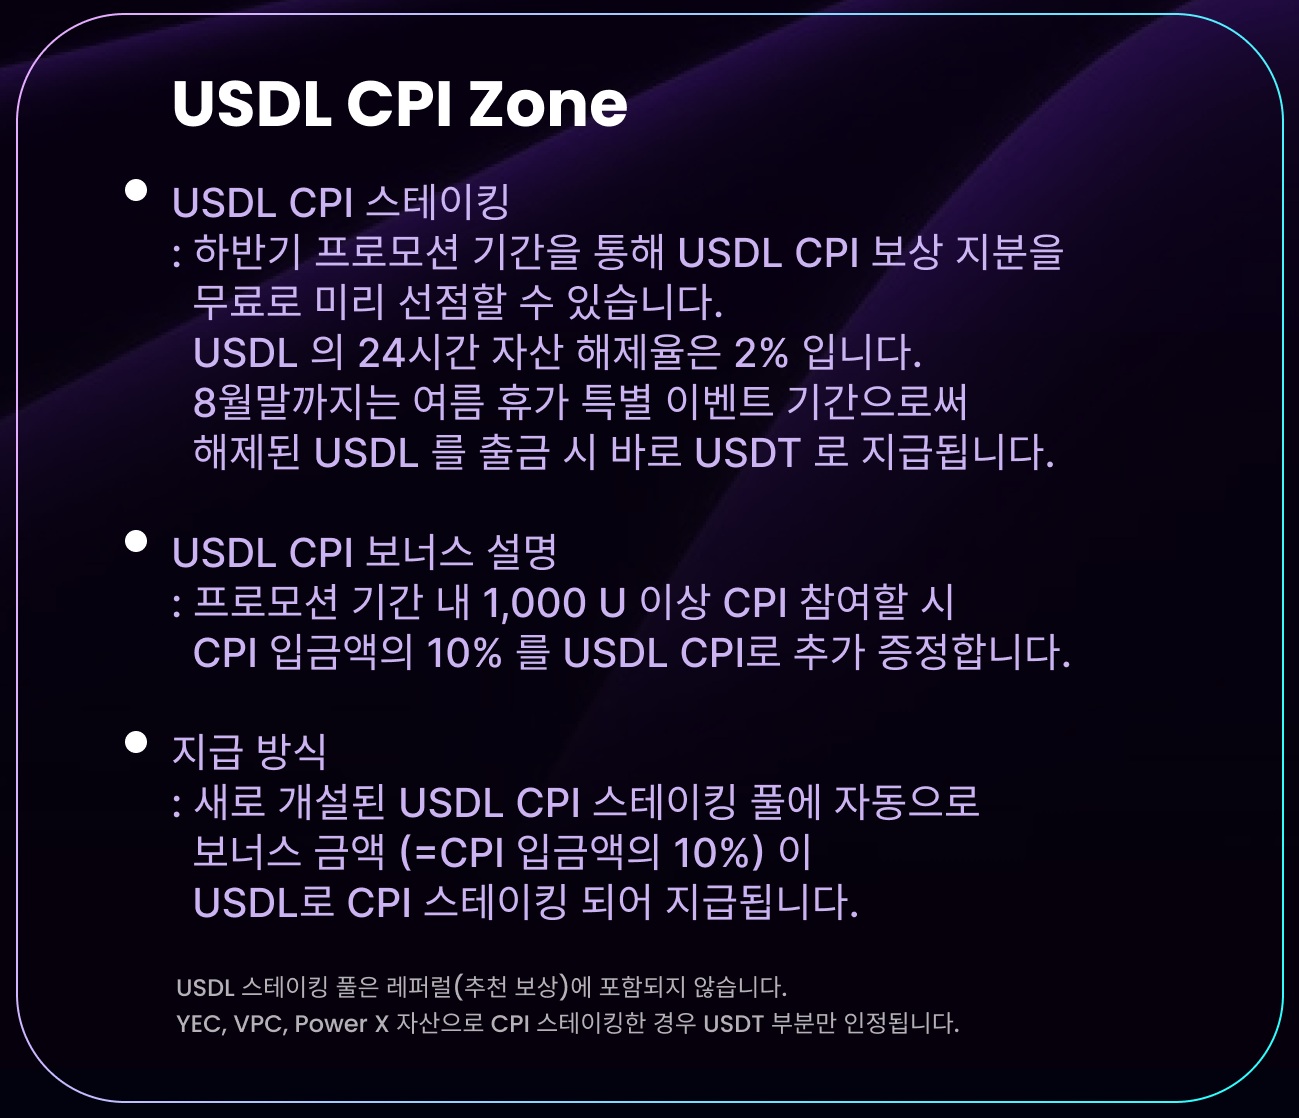 USDL CPI Zone
USDL CPI 스테이킹
: 하반기 프로모션 기간을 통해 USDL CPI 보상 지분을
무료로 미리 선점할 수 있습니다.
USDL 의 24시간 자산 해제율은 2% 입니다.
8월말까지는 여름 휴가 특별 이벤트 기간으로써
해제된 USDL 를 출금 시 바로 USDT 로 지급됩니다.
USDL CPI 보너스 설명
: 프로모션 기간 내 1,000 U 이상 CPI 참여할 시
CPI 입금액의 10% 를 USDL CPI로 추가 증정합니다.
지급 방식
: 새로 개설된 USDL CPI 스테이킹 풀에 자동으로
보너스 금액 (=CPI 입금액의 10%) 이
USDL로 CPI 스테이킹 되어 지급됩니다.
USDL 스테이킹 풀은 레퍼럴(추천 보상)에 포함되지 않습니다.
YEC, VPC, Power X 자산으로 CPI 스테이킹한 경우 USDT 부분만 인정됩니다.